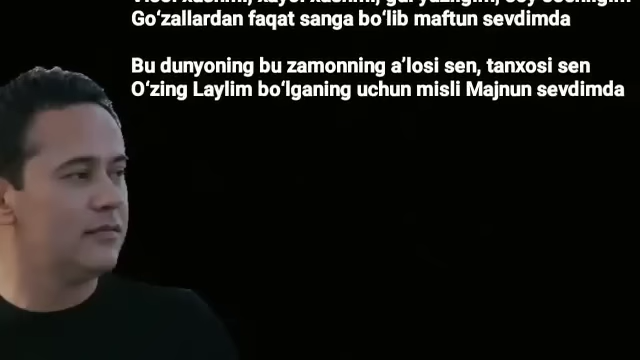 Go‘zallardan faqat sanga bo‘lib maftun sevdimda
Bu dunyoning bu zamonning a’losi sen, tanxosi sen
O‘zing Laylim bo‘lganing uchun misli Majnun sevdimda